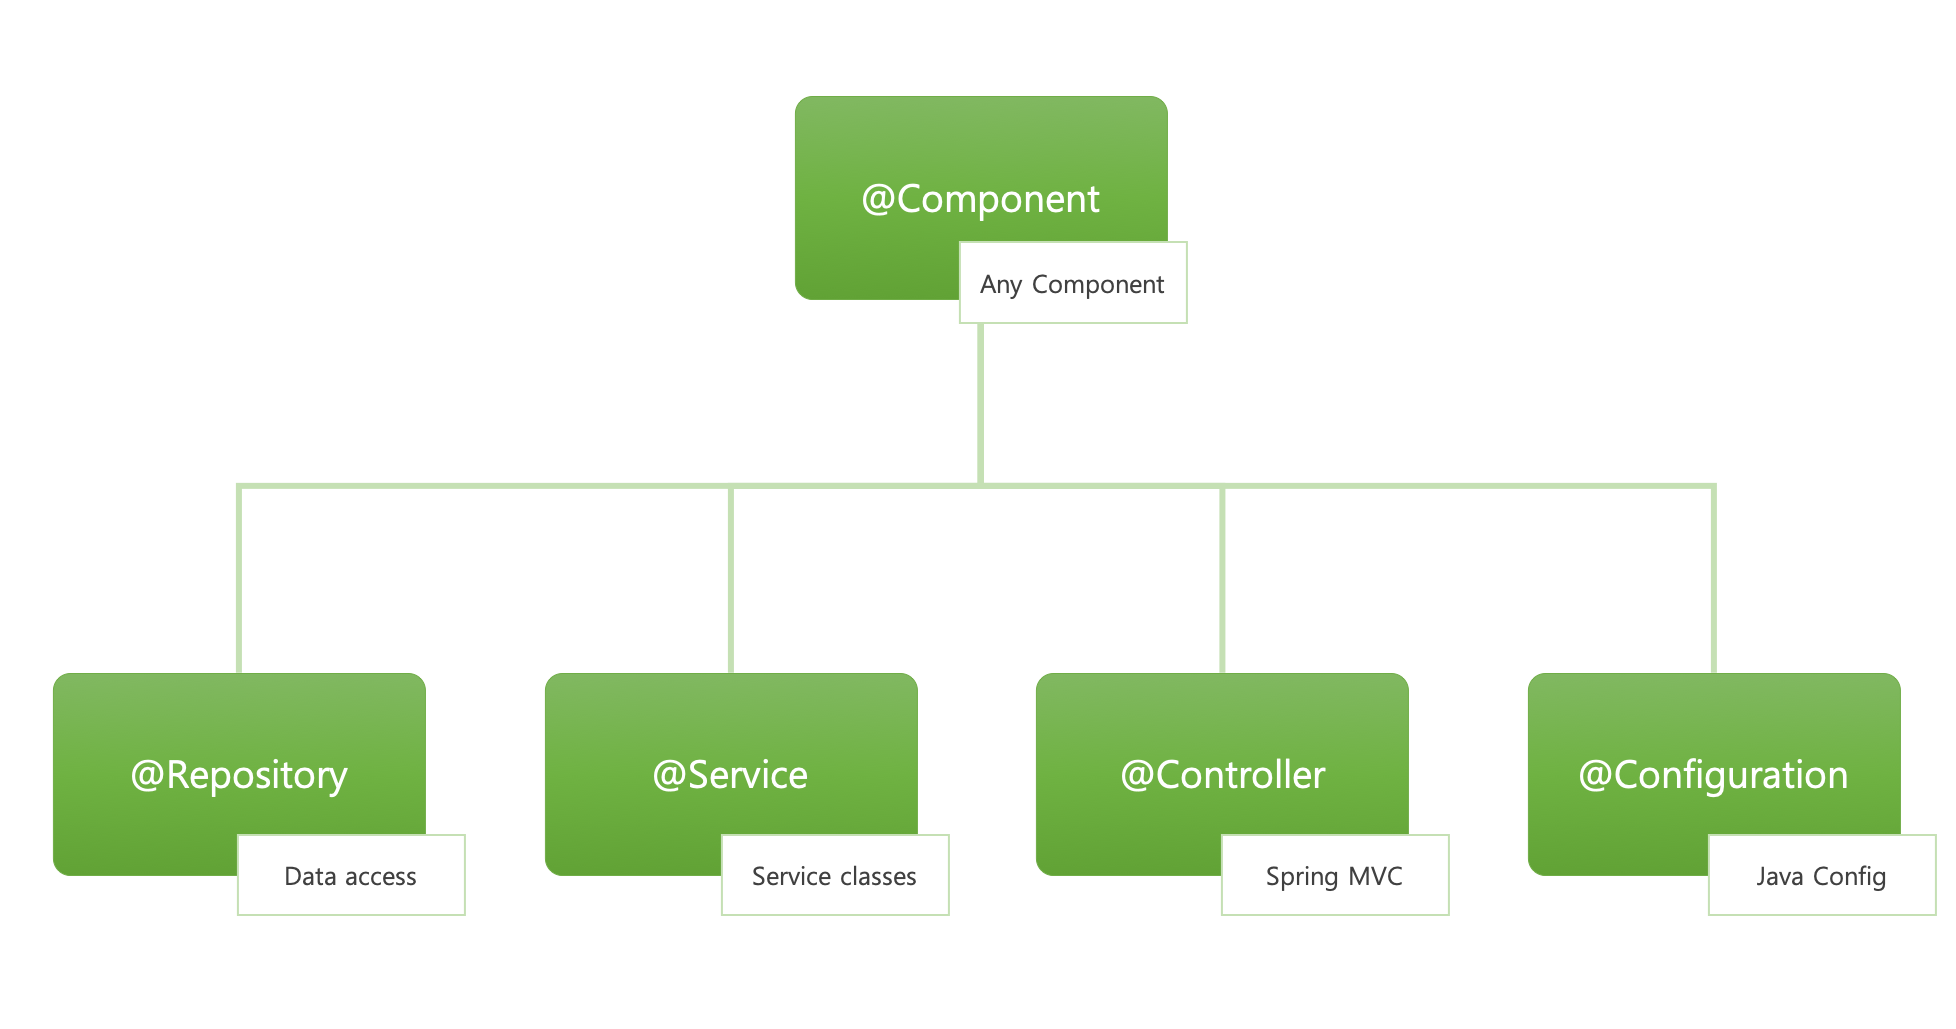 @Component
Any Component
@Repository
Data access
@Service
Service classes
@Controller
Spring MVC
@Configuration
Java Config